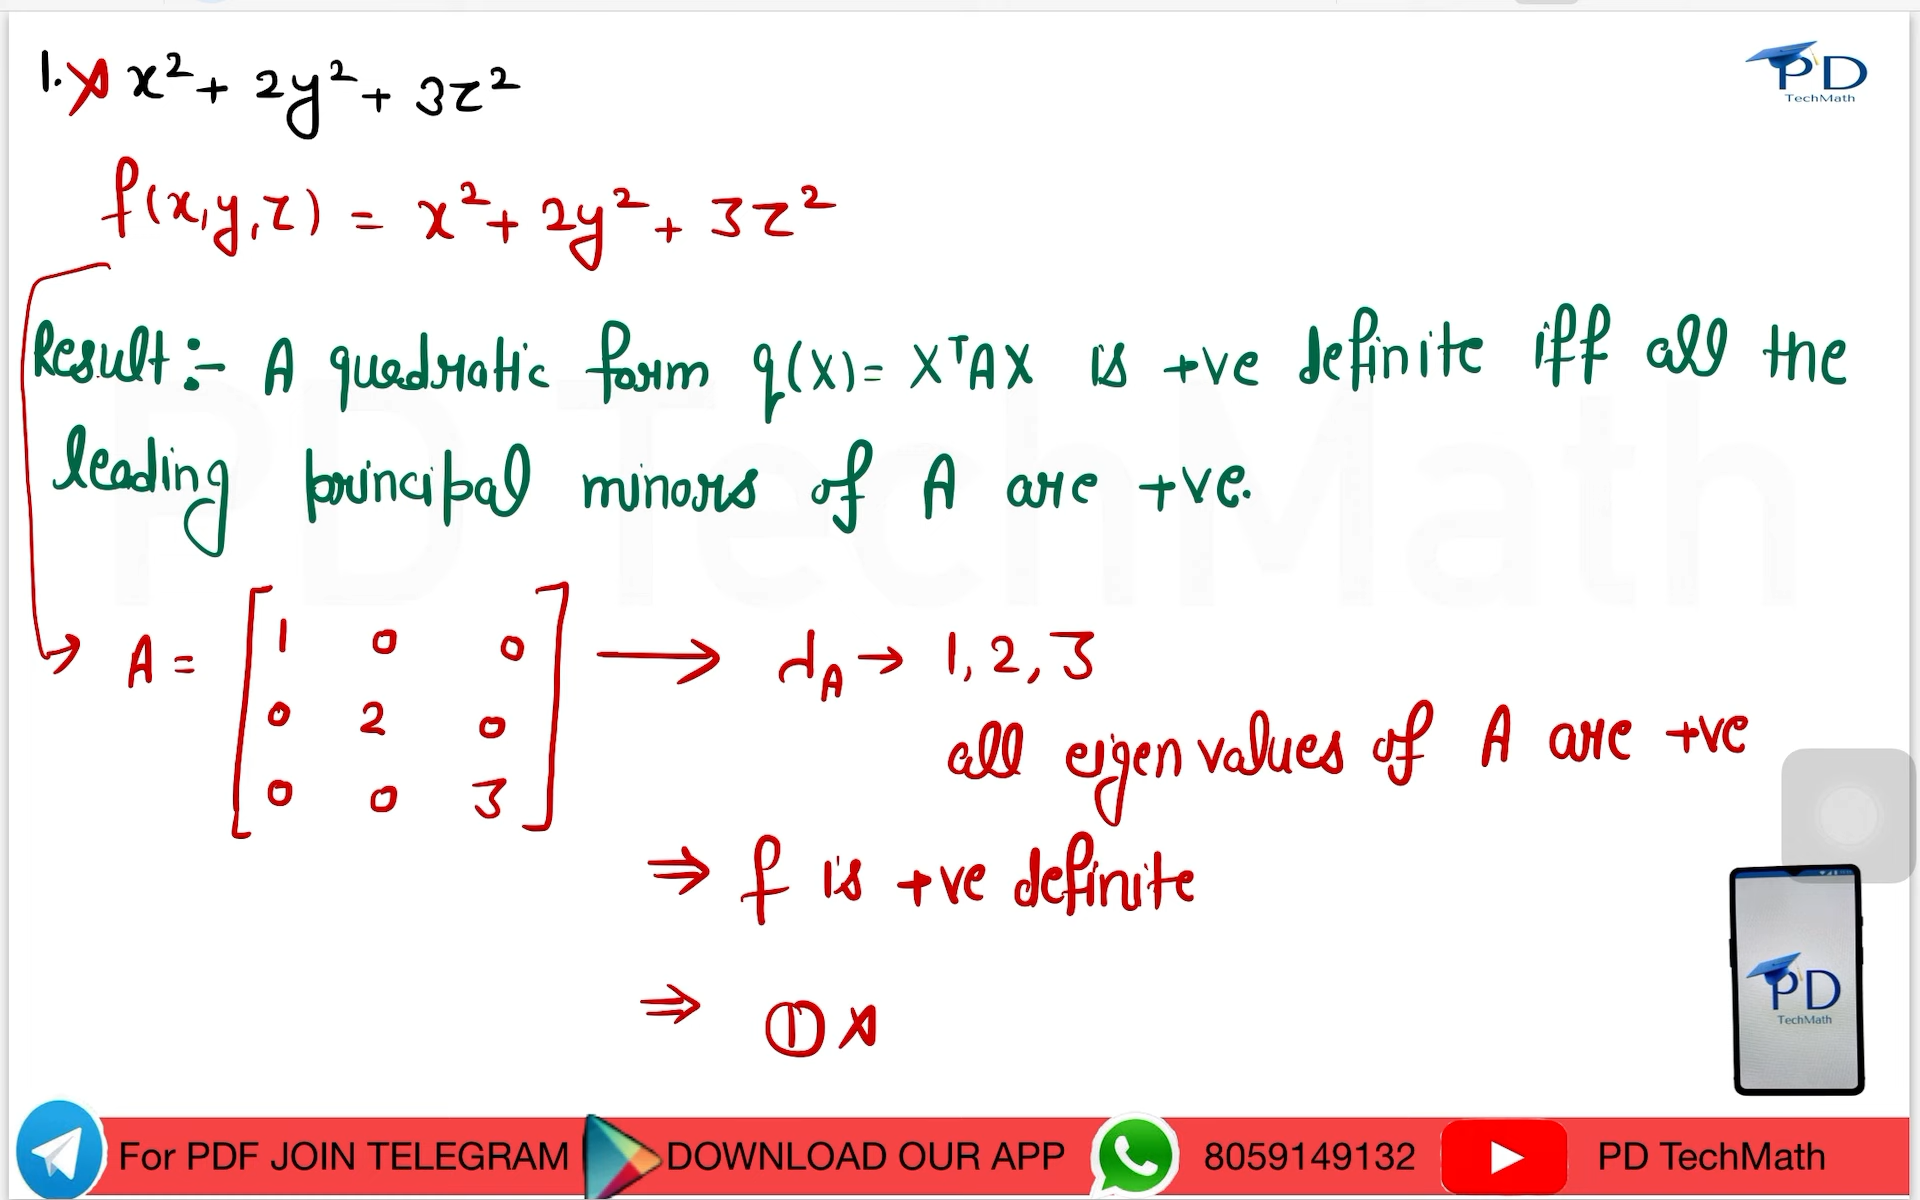 1. x² + 2y² + 3z²
PD
TechMath
f(x,y,z) = x² + 2y² + 3z²
Result :- A quadratic form q(X) = XᵀAX is +ve definite iff all the
leading principal minors of A are +ve.
→ A = [1 0 0 → λ_A → 1, 2, 3
0 2 0
all eigen values of A are +ve
0 0 3]
⇒ f is +ve definite
⇒ ① ×
PD
TechMath
PD TechMath
For PDF JOIN TELEGRAM DOWNLOAD OUR APP 8059149132 PD TechMath